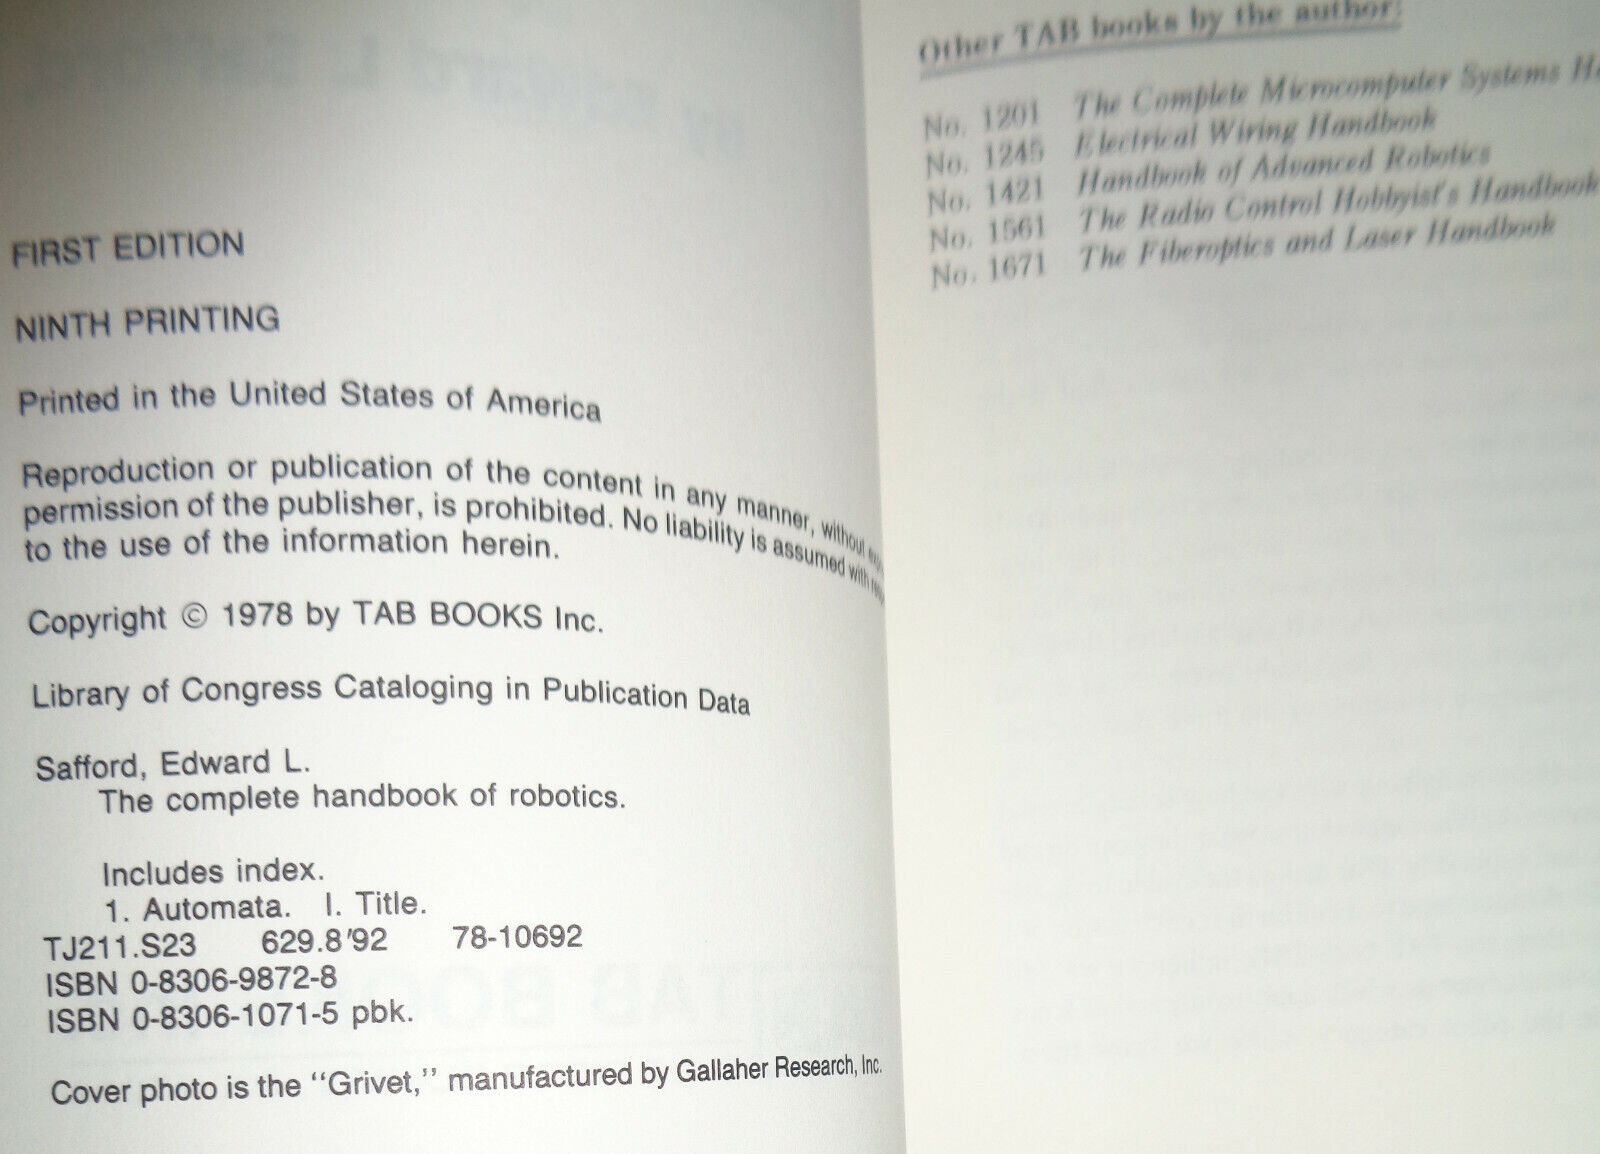 FIRST EDITION
NINTH PRINTING
Printed in the United States of America
Reproduction or publication of the content in any manner, without
permission of the publisher, is prohibited. No liability is assumed with
to the use of the information herein.
Copyright © 1978 by TAB BOOKS Inc.
Library of Congress Cataloging in Publication Data
Safford, Edward L.
The complete handbook of robotics.
Includes index.
1. Automata. I. Title.
TJ211.S23 629.8'92 78-10692
ISBN 0-8306-9872-8
ISBN 0-8306-1071-5 pbk.
Cover photo is the "Grivet," manufactured by Gallaher Research, Inc.
Other TAB books by the author:
No. 1201 The Complete Microcomputer Systems
No. 1245 Electrical Wiring Handbook
No. 1421 Handbook of Advanced Robotics
No. 1561 The Radio Control Hobbyist's Handbook
No. 1671 The Fiberoptics and Laser Handbook